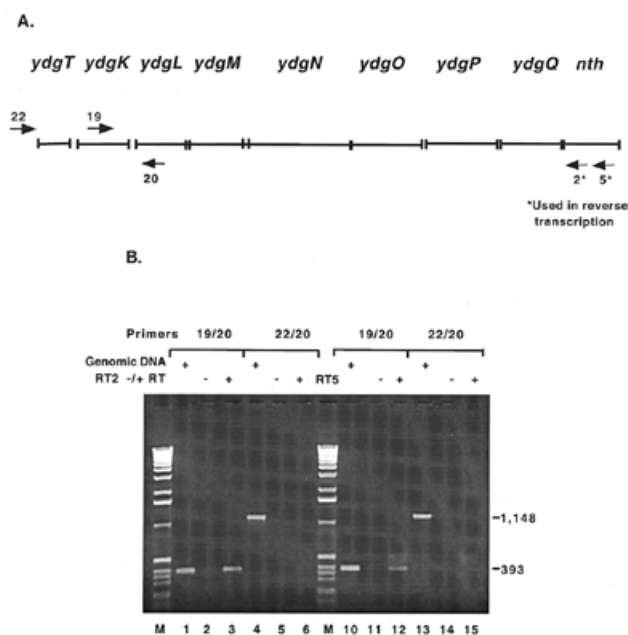 A.
ydgT ydgK ydgL ydgM ydgN ydgO ydgP ydgQ nth
22 19
20 2* 5*
*Used in reverse
transcription
B.
Primers 19/20 22/20 19/20 22/20
Genomic DNA + + + +
RT2 -/+ RT - + - + RT5 - + - +
-1,148
-393
M 1 2 3 4 5 6 M 10 11 12 13 14 15